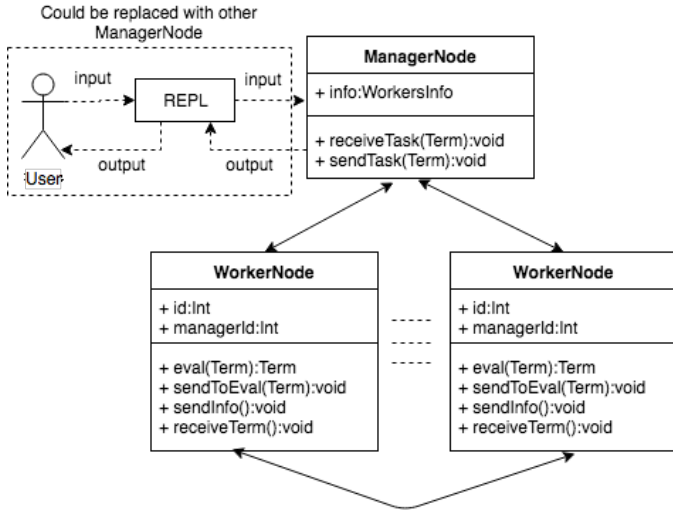 Could be replaced with other
ManagerNode
input
REPL
input
output
output
User
ManagerNode
+ info:WorkersInfo
+ receiveTask(Term):void
+ sendTask(Term):void
WorkerNode
+ id:Int
+ managerId:Int
+ eval(Term):Term
+ sendToEval(Term):void
+ sendInfo():void
+ receiveTerm():void
WorkerNode
+ id:Int
+ managerId:Int
+ eval(Term):Term
+ sendToEval(Term):void
+ sendInfo():void
+ receiveTerm():void